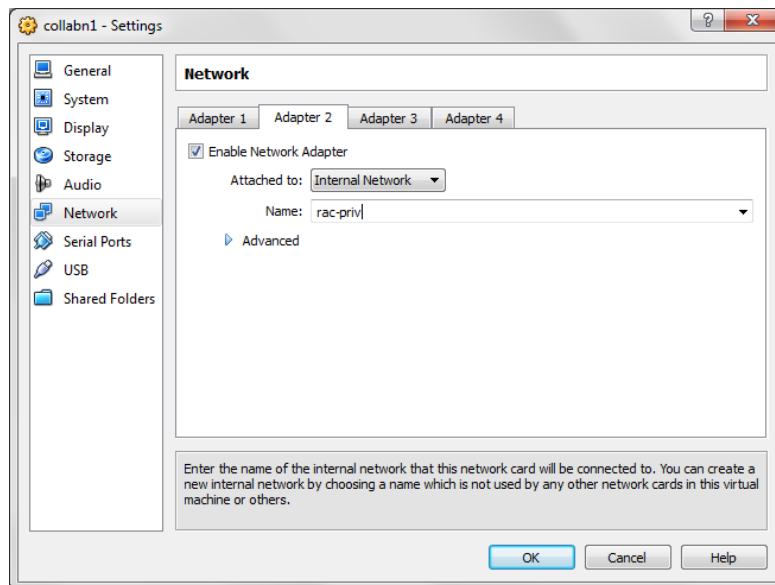 collabn1 - Settings
?
X
General
System
Display
Storage
Audio
Network
Serial Ports
USB
Shared Folders
Network
Adapter 1 Adapter 2 Adapter 3 Adapter 4
Enable Network Adapter
Attached to: Internal Network
Name: rac-priv
Advanced
Enter the name of the internal network that this network card will be connected to. You can create a
new internal network by choosing a name which is not used by any other network cards in this virtual
machine or others.
OK Cancel Help